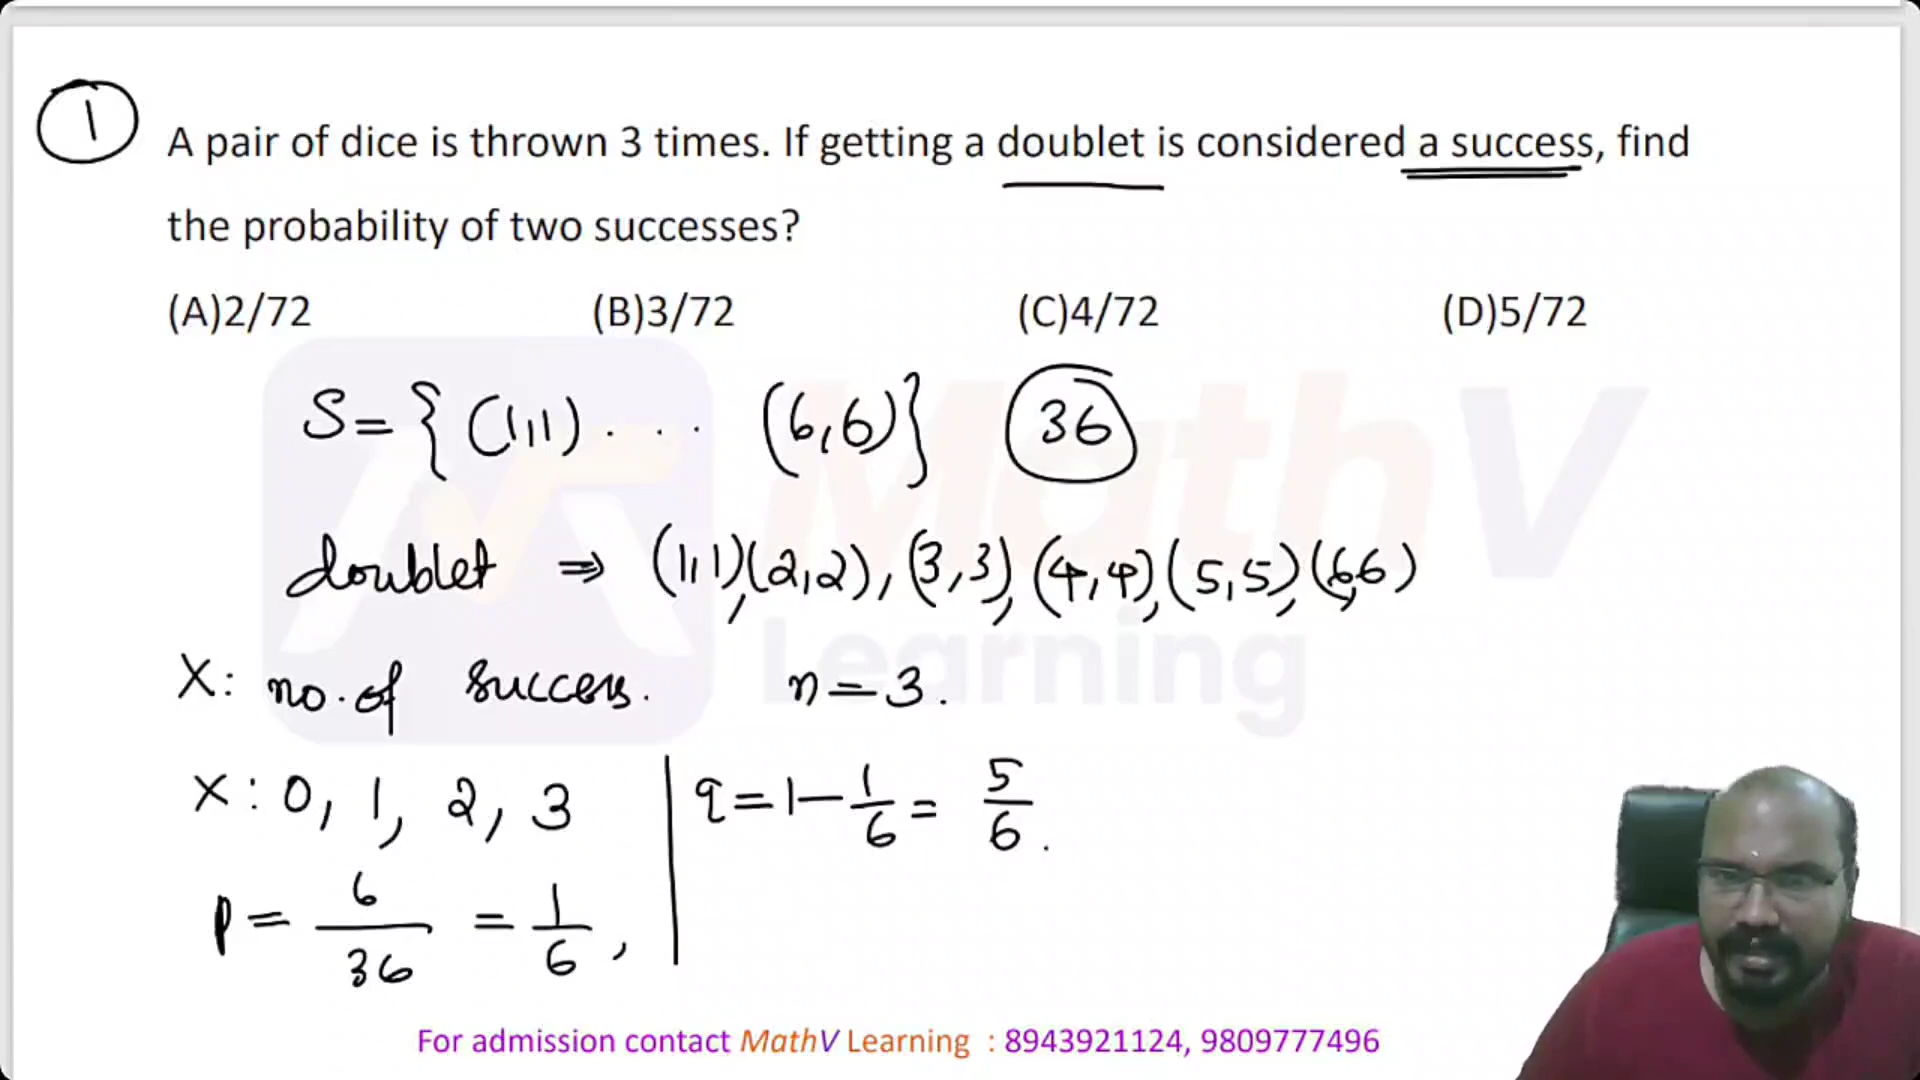 1
A pair of dice is thrown 3 times. If getting a doublet is considered a success, find
the probability of two successes?
(A)2/72 (B)3/72 (C)4/72 (D)5/72
S = { (1,1) . . . (6,6) } 36
doublet ⇒ (1,1), (2,2), (3,3), (4,4), (5,5), (6,6)
X: no. of success. n = 3.
X: 0, 1, 2, 3 q = 1 - 1/6 = 5/6.
p = 6/36 = 1/6,
MathV
Learning
For admission contact MathV Learning : 8943921124, 9809777496